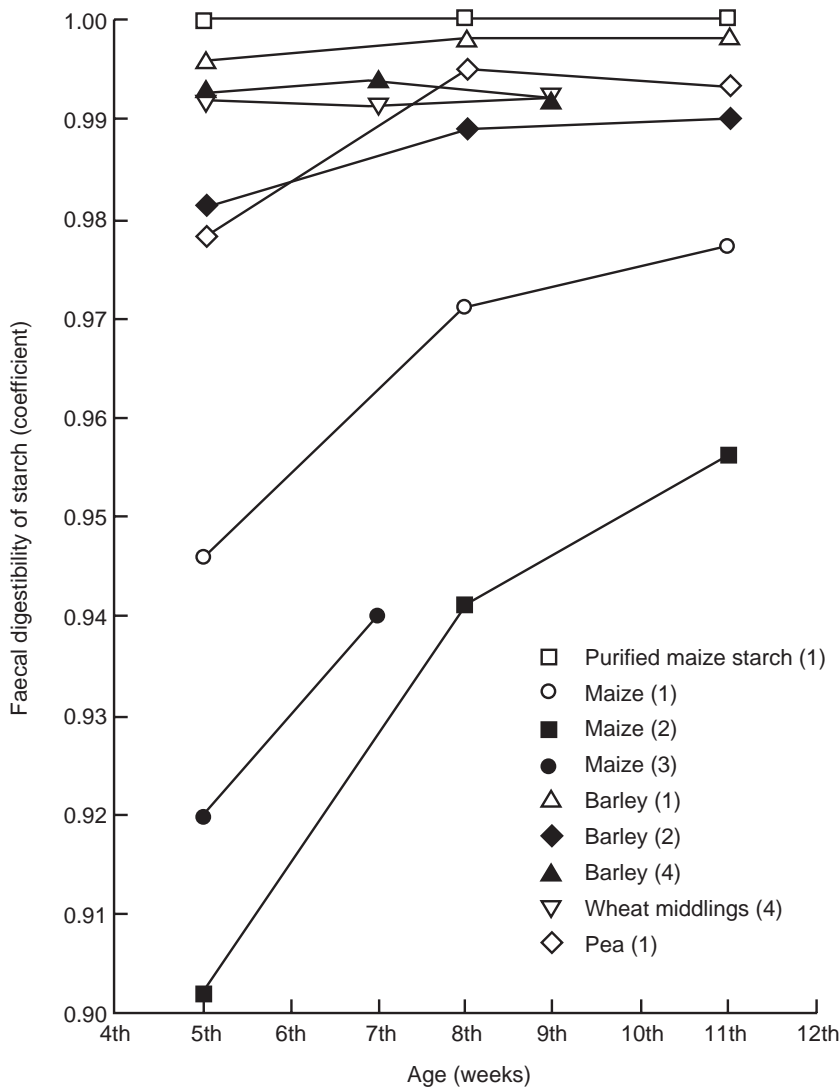 Faecal digestibility of starch (coefficient)
1.00
0.99
0.98
0.97
0.96
0.95
0.94
0.93
0.92
0.91
0.90
Purified maize starch (1)
Maize (1)
Maize (2)
Maize (3)
Barley (1)
Barley (2)
Barley (4)
Wheat middlings (4)
Pea (1)
4th 5th 6th 7th 8th 9th 10th 11th 12th
Age (weeks)